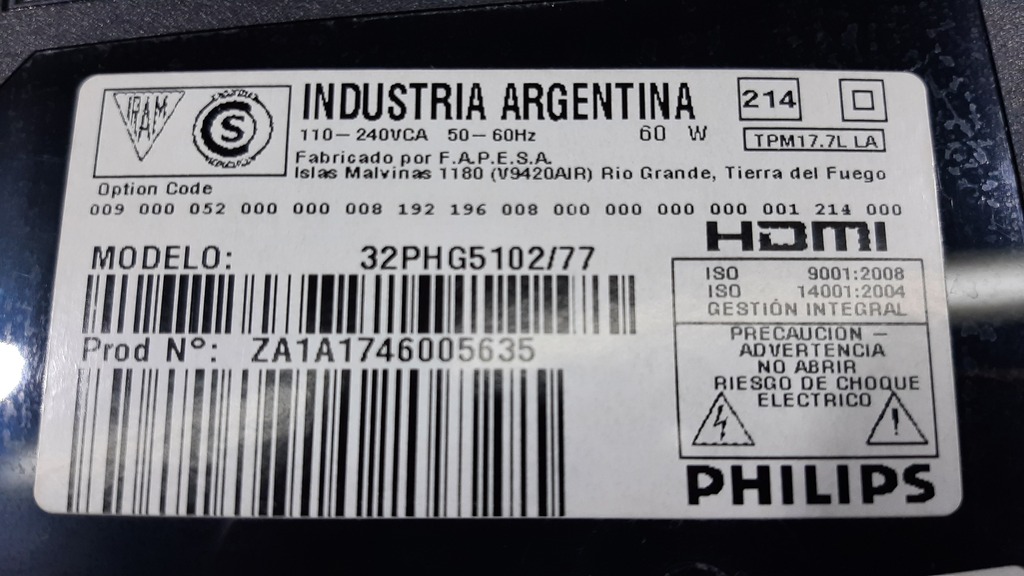 IRAM
S
INDUSTRIA ARGENTINA
214
110-240VCA 50-60Hz 60 W
TPM17.7L LA
Fabricado por F.A.P.E.S.A.
Islas Malvinas 1180 (V9420AIR) Rio Grande, Tierra del Fuego
Option Code
009 000 052 000 000 008 192 196 008 000 000 000 000 001 214 000
HDMI
MODELO: 32PHG5102/77
ISO 9001:2008
ISO 14001:2004
GESTIÓN INTEGRAL
Prod Nº: ZA1A1746005635
PRECAUCIÓN -
ADVERTENCIA
NO ABRIR
RIESGO DE CHOQUE
ELECTRICO
PHILIPS